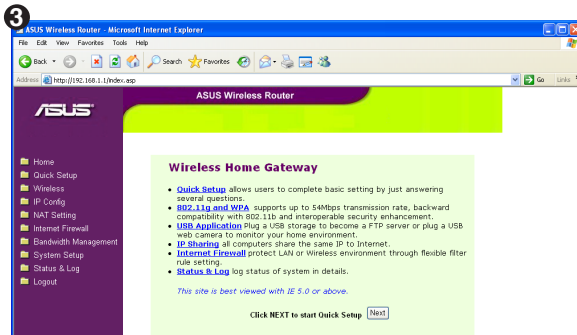 3
ASUS Wireless Router - Microsoft Internet Explorer
File Edit View Favorites Tools Help
Back Search Favorites
Address http://192.168.1.1/index.asp Go Links
ASUS Wireless Router
ASUS
Home
Quick Setup
Wireless
IP Config
NAT Setting
Internet Firewall
Bandwidth Management
System Setup
Status & Log
Logout
Wireless Home Gateway
• Quick Setup allows users to complete basic setting by just answering
several questions.
• 802.11g and WPA supports up to 54Mbps transmission rate, backward
compatibility with 802.11b and interoperable security enhancement.
• USB Application Plug a USB storage to become a FTP server or plug a USB
web camera to monitor your home environment.
• IP Sharing all computers share the same IP to Internet.
• Internet Firewall protect LAN or Wireless environment through flexible filter
rule setting.
• Status & Log log status of system in details.
This site is best viewed with IE 5.0 or above.
Click NEXT to start Quick Setup Next